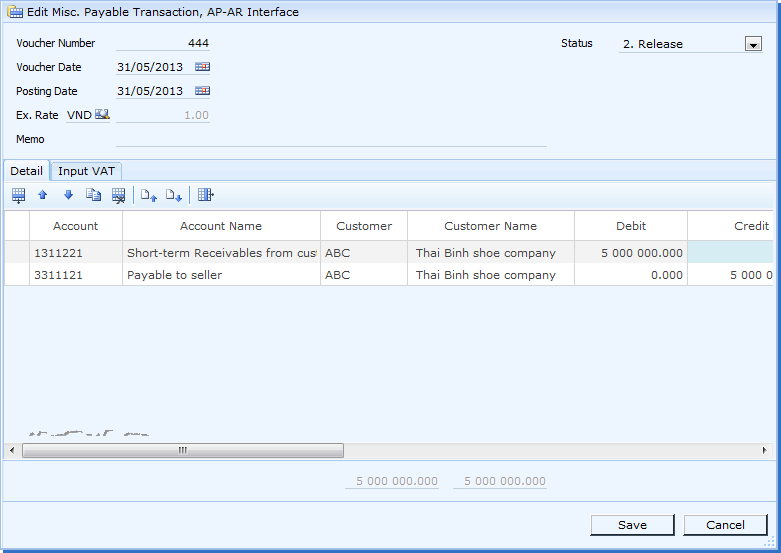 Edit Misc. Payable Transaction, AP-AR Interface
Voucher Number 444 Status 2. Release
Voucher Date 31/05/2013
Posting Date 31/05/2013
Ex. Rate VND 1.00
Memo
Detail Input VAT
Account Account Name Customer Customer Name Debit Credit
1311221 Short-term Receivables from cust ABC Thai Binh shoe company 5 000 000.000
3311121 Payable to seller ABC Thai Binh shoe company 0.000 5 000 0
5 000 000.000 5 000 000.000
Save Cancel